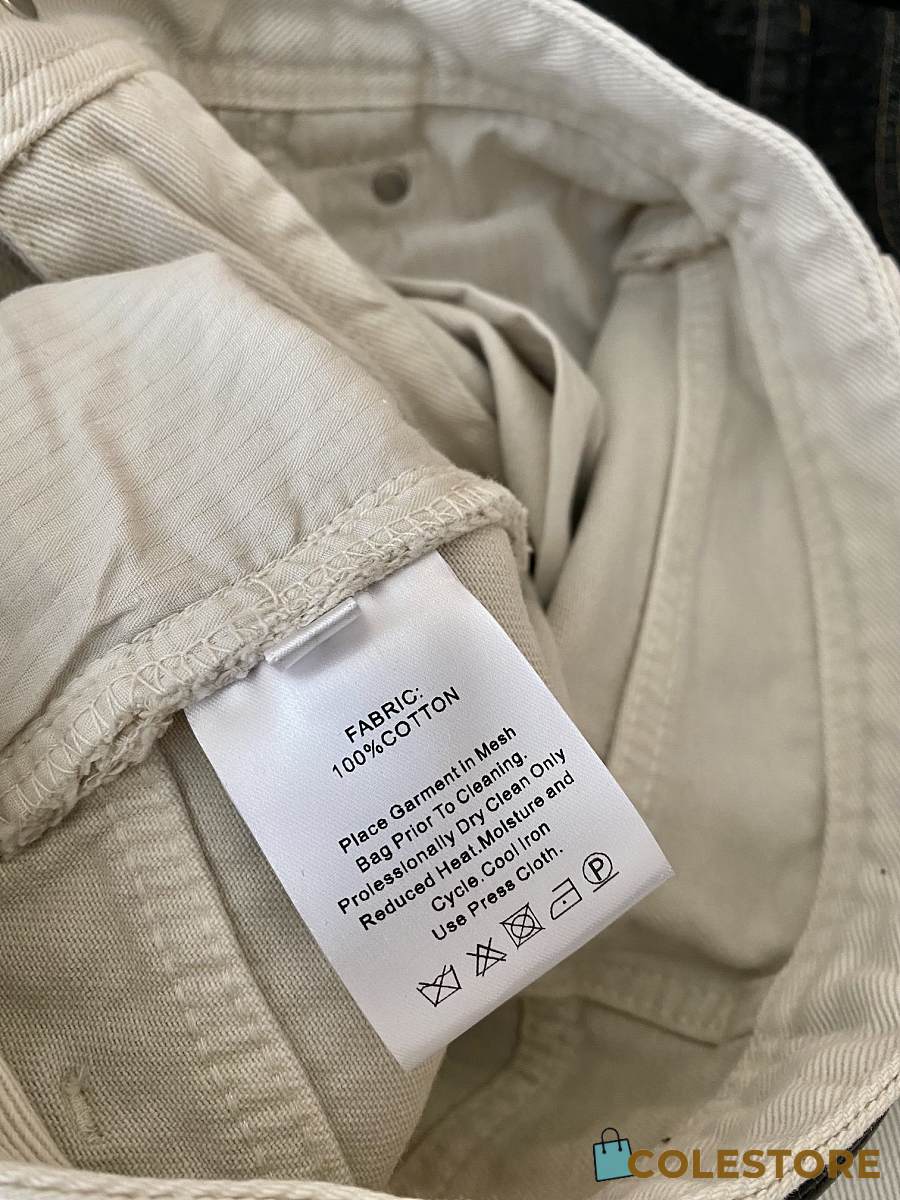 FABRIC:
100%COTTON
Place Garment In Mesh
Bag Prior To Cleaning.
Professionally Dry Clean Only
Reduced Heat.Moisture and
Cycle.Cool Iron
Use Press Cloth.
P
COLESTORE